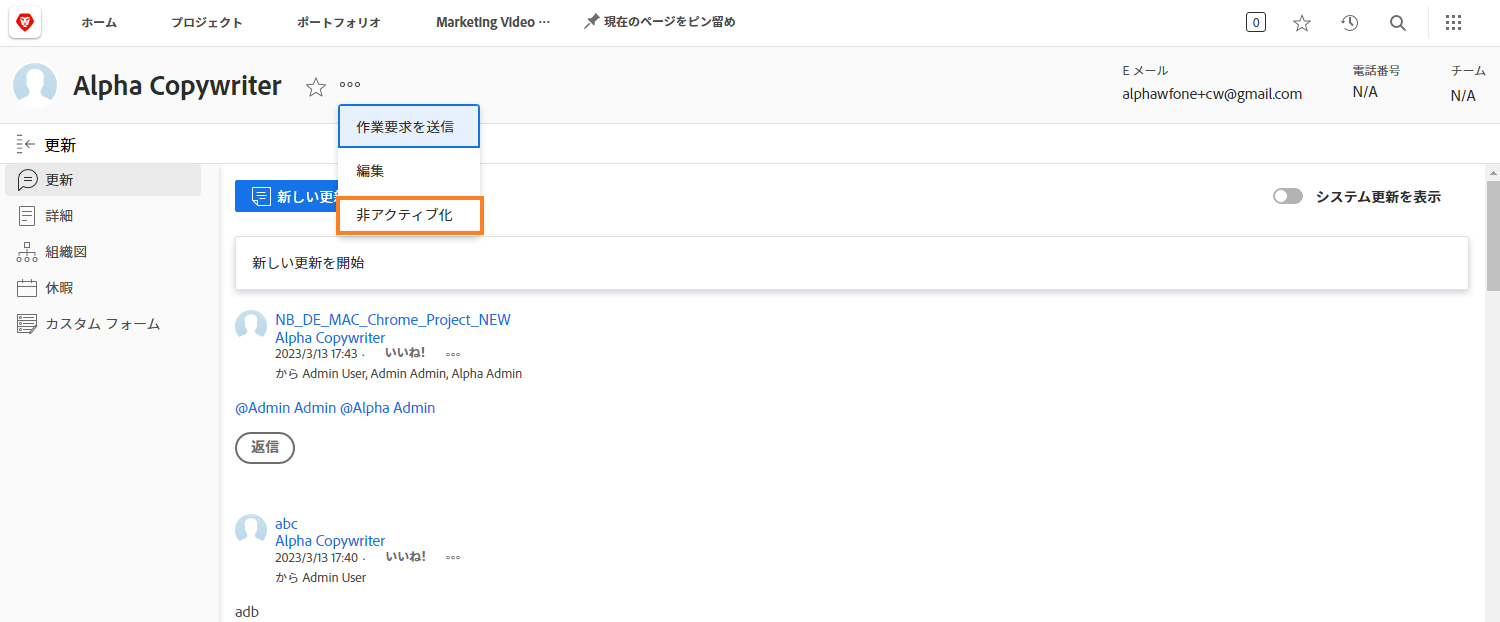 ホーム プロジェクト ポートフォリオ Marketing Video ··· 現在のページをピン留め 0
Alpha Copywriter
E メール 電話番号 チーム
alphawfone+cw@gmail.com N/A N/A
作業要求を送信
編集
非アクティブ化
更新
更新
詳細
組織図
休暇
カスタム フォーム
新しい更
システム更新を表示
新しい更新を開始
NB_DE_MAC_Chrome_Project_NEW
Alpha Copywriter
2023/3/13 17:43 · いいね!
から Admin User, Admin Admin, Alpha Admin
@Admin Admin @Alpha Admin
返信
abc
Alpha Copywriter
2023/3/13 17:40 · いいね!
から Admin User
adb